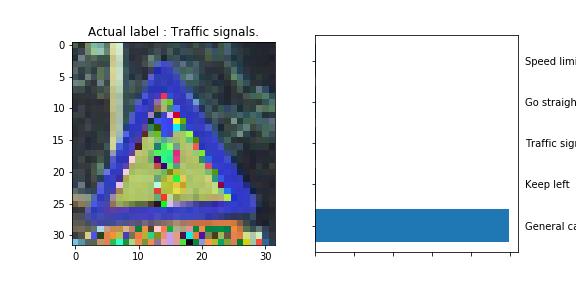 Actual label : Traffic signals.
0
5
10
15
20
25
30
0
10
20
30
Speed limi
Go straigh
Traffic sig
Keep left
General ca